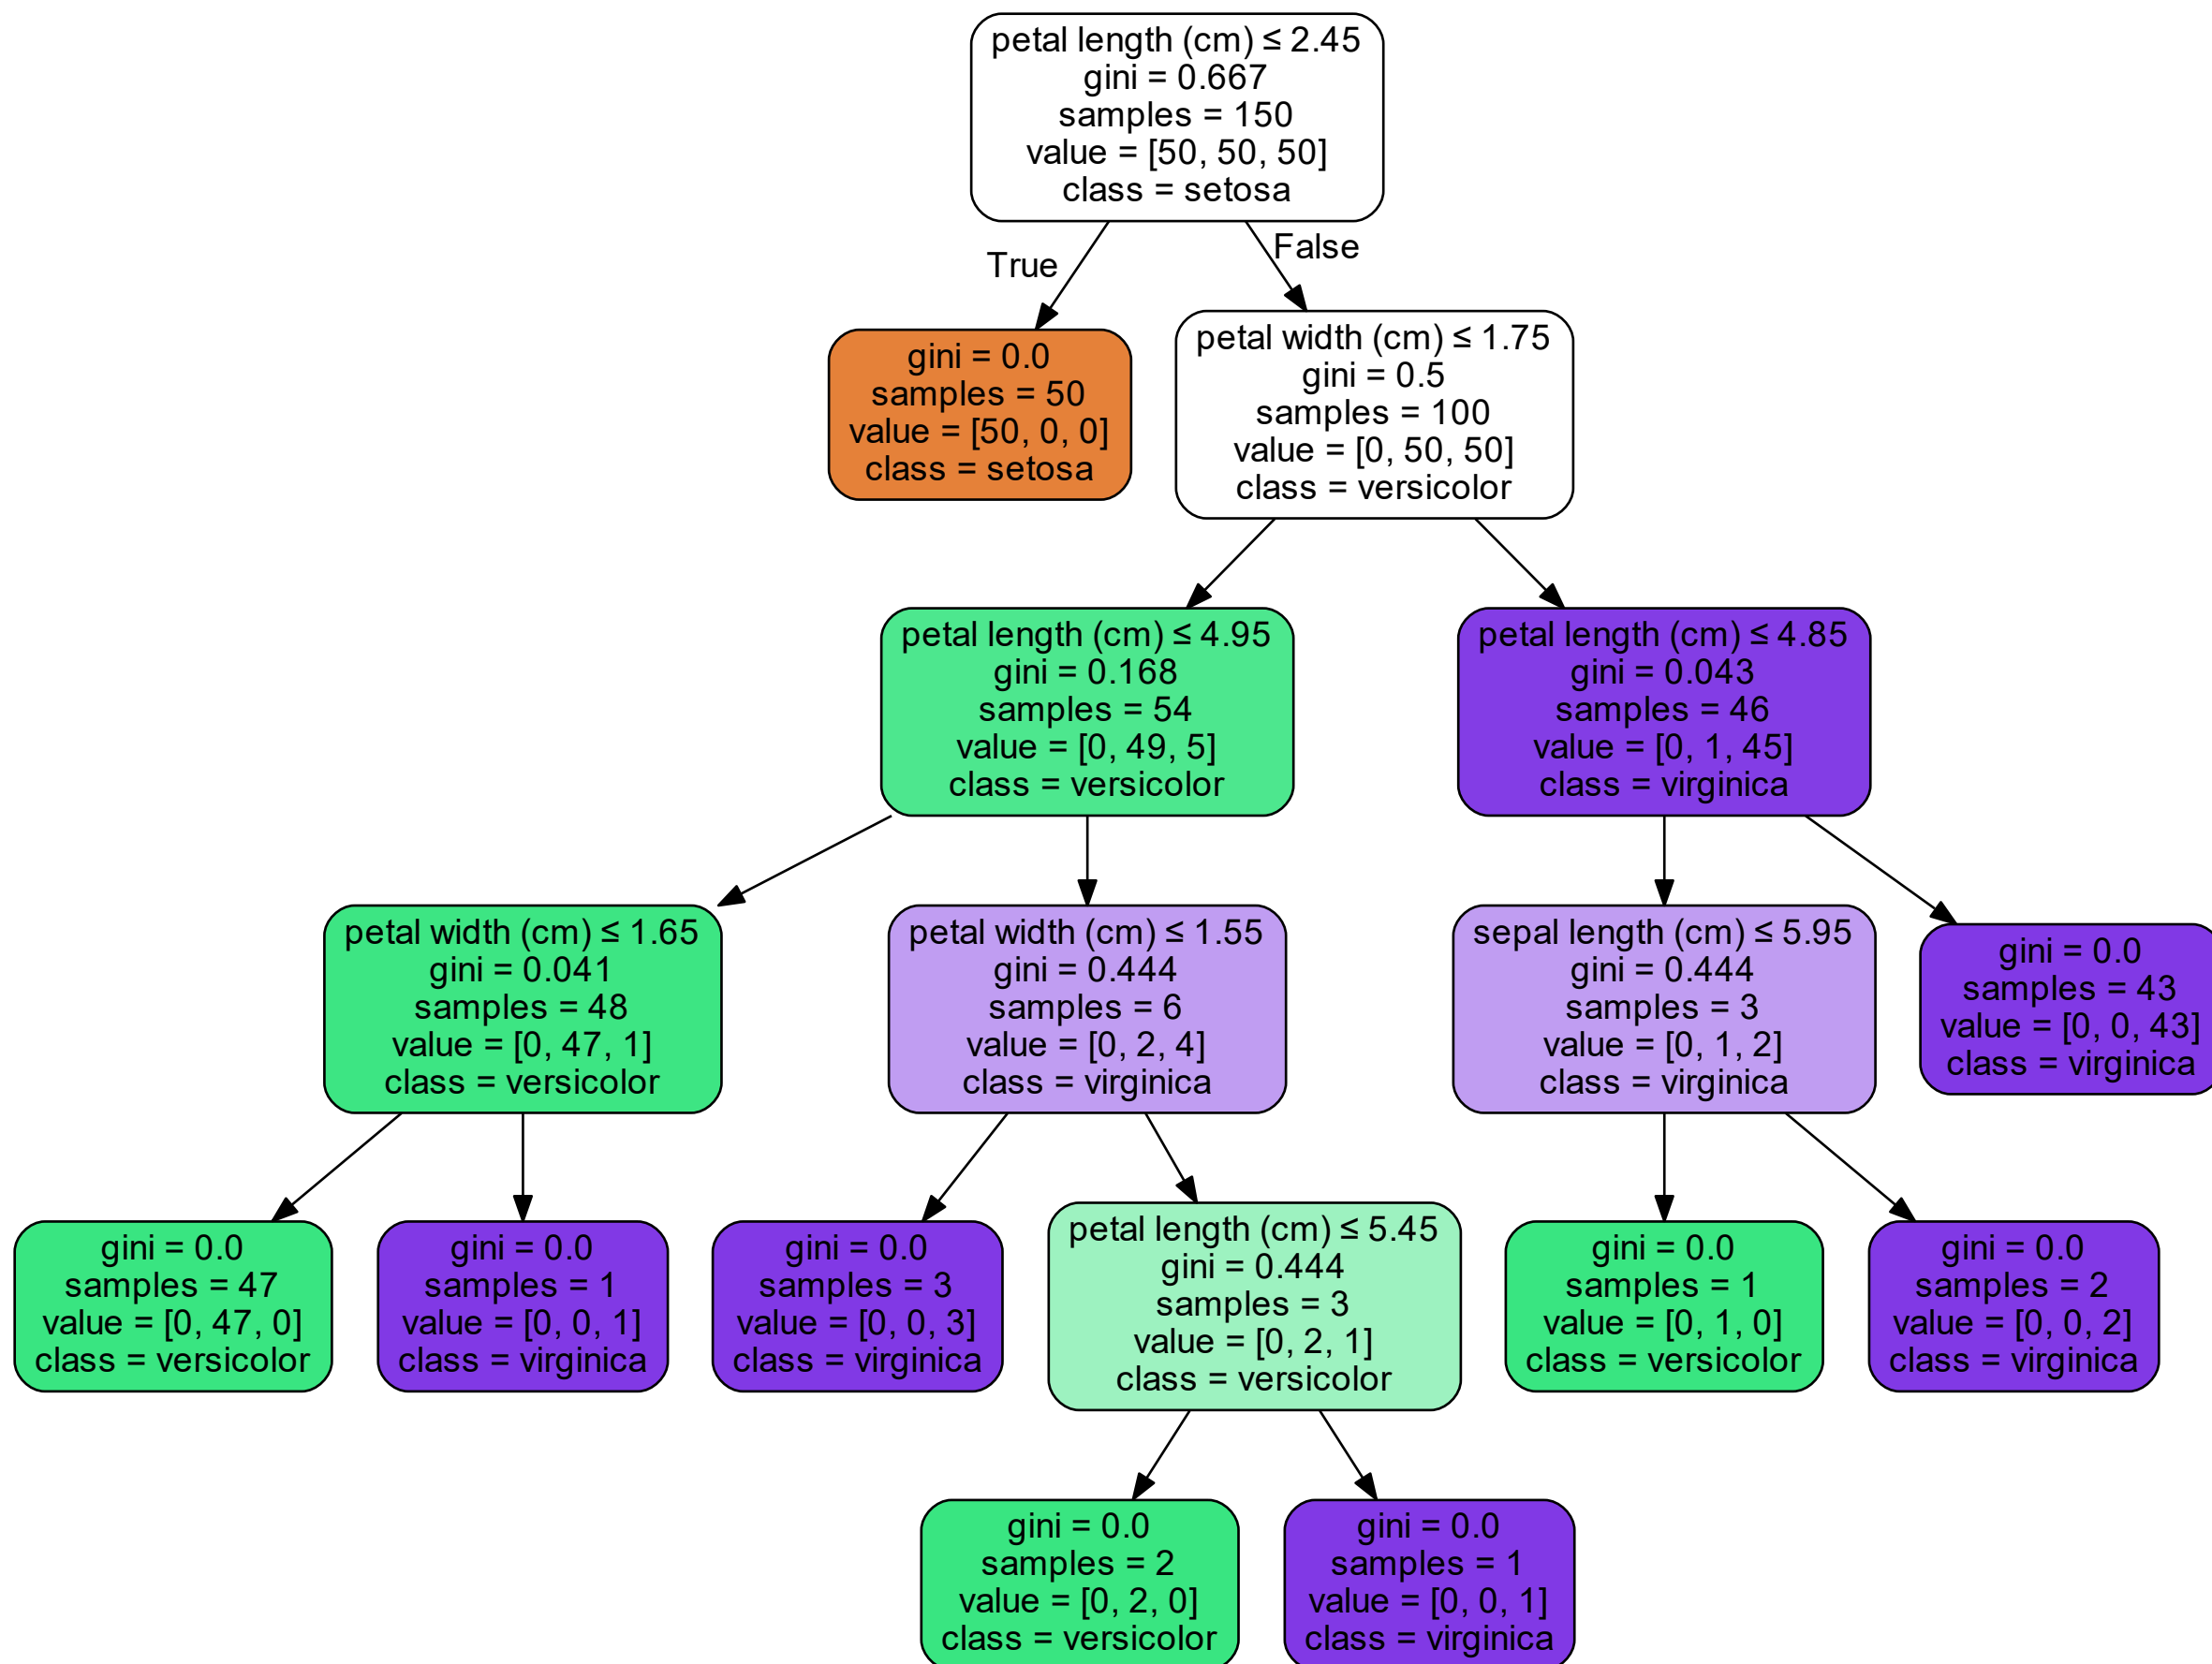 petal length (cm) ≤ 2.45
gini = 0.667
samples = 150
value = [50, 50, 50]
class = setosa
True
False
gini = 0.0
samples = 50
value = [50, 0, 0]
class = setosa
petal width (cm) ≤ 1.75
gini = 0.5
samples = 100
value = [0, 50, 50]
class = versicolor
petal length (cm) ≤ 4.95
gini = 0.168
samples = 54
value = [0, 49, 5]
class = versicolor
petal length (cm) ≤ 4.85
gini = 0.043
samples = 46
value = [0, 1, 45]
class = virginica
petal width (cm) ≤ 1.65
gini = 0.041
samples = 48
value = [0, 47, 1]
class = versicolor
petal width (cm) ≤ 1.55
gini = 0.444
samples = 6
value = [0, 2, 4]
class = virginica
sepal length (cm) ≤ 5.95
gini = 0.444
samples = 3
value = [0, 1, 2]
class = virginica
gini = 0.0
samples = 43
value = [0, 0, 43]
class = virginica
gini = 0.0
samples = 47
value = [0, 47, 0]
class = versicolor
gini = 0.0
samples = 1
value = [0, 0, 1]
class = virginica
gini = 0.0
samples = 3
value = [0, 0, 3]
class = virginica
petal length (cm) ≤ 5.45
gini = 0.444
samples = 3
value = [0, 2, 1]
class = versicolor
gini = 0.0
samples = 1
value = [0, 1, 0]
class = versicolor
gini = 0.0
samples = 2
value = [0, 0, 2]
class = virginica
gini = 0.0
samples = 2
value = [0, 2, 0]
class = versicolor
gini = 0.0
samples = 1
value = [0, 0, 1]
class = virginica